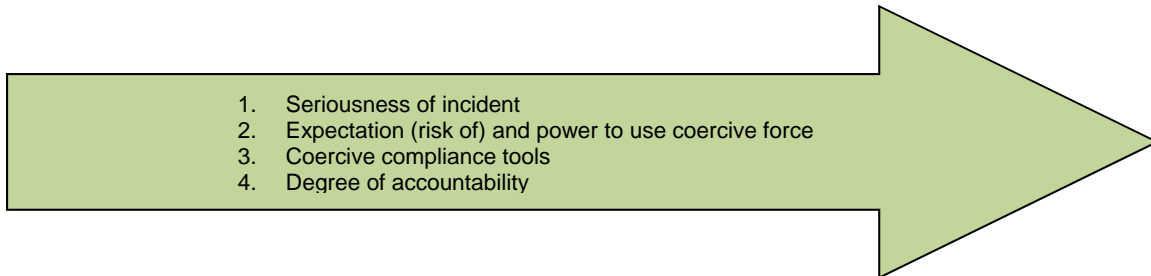 1. Seriousness of incident
2. Expectation (risk of) and power to use coercive force
3. Coercive compliance tools
4. Degree of accountability